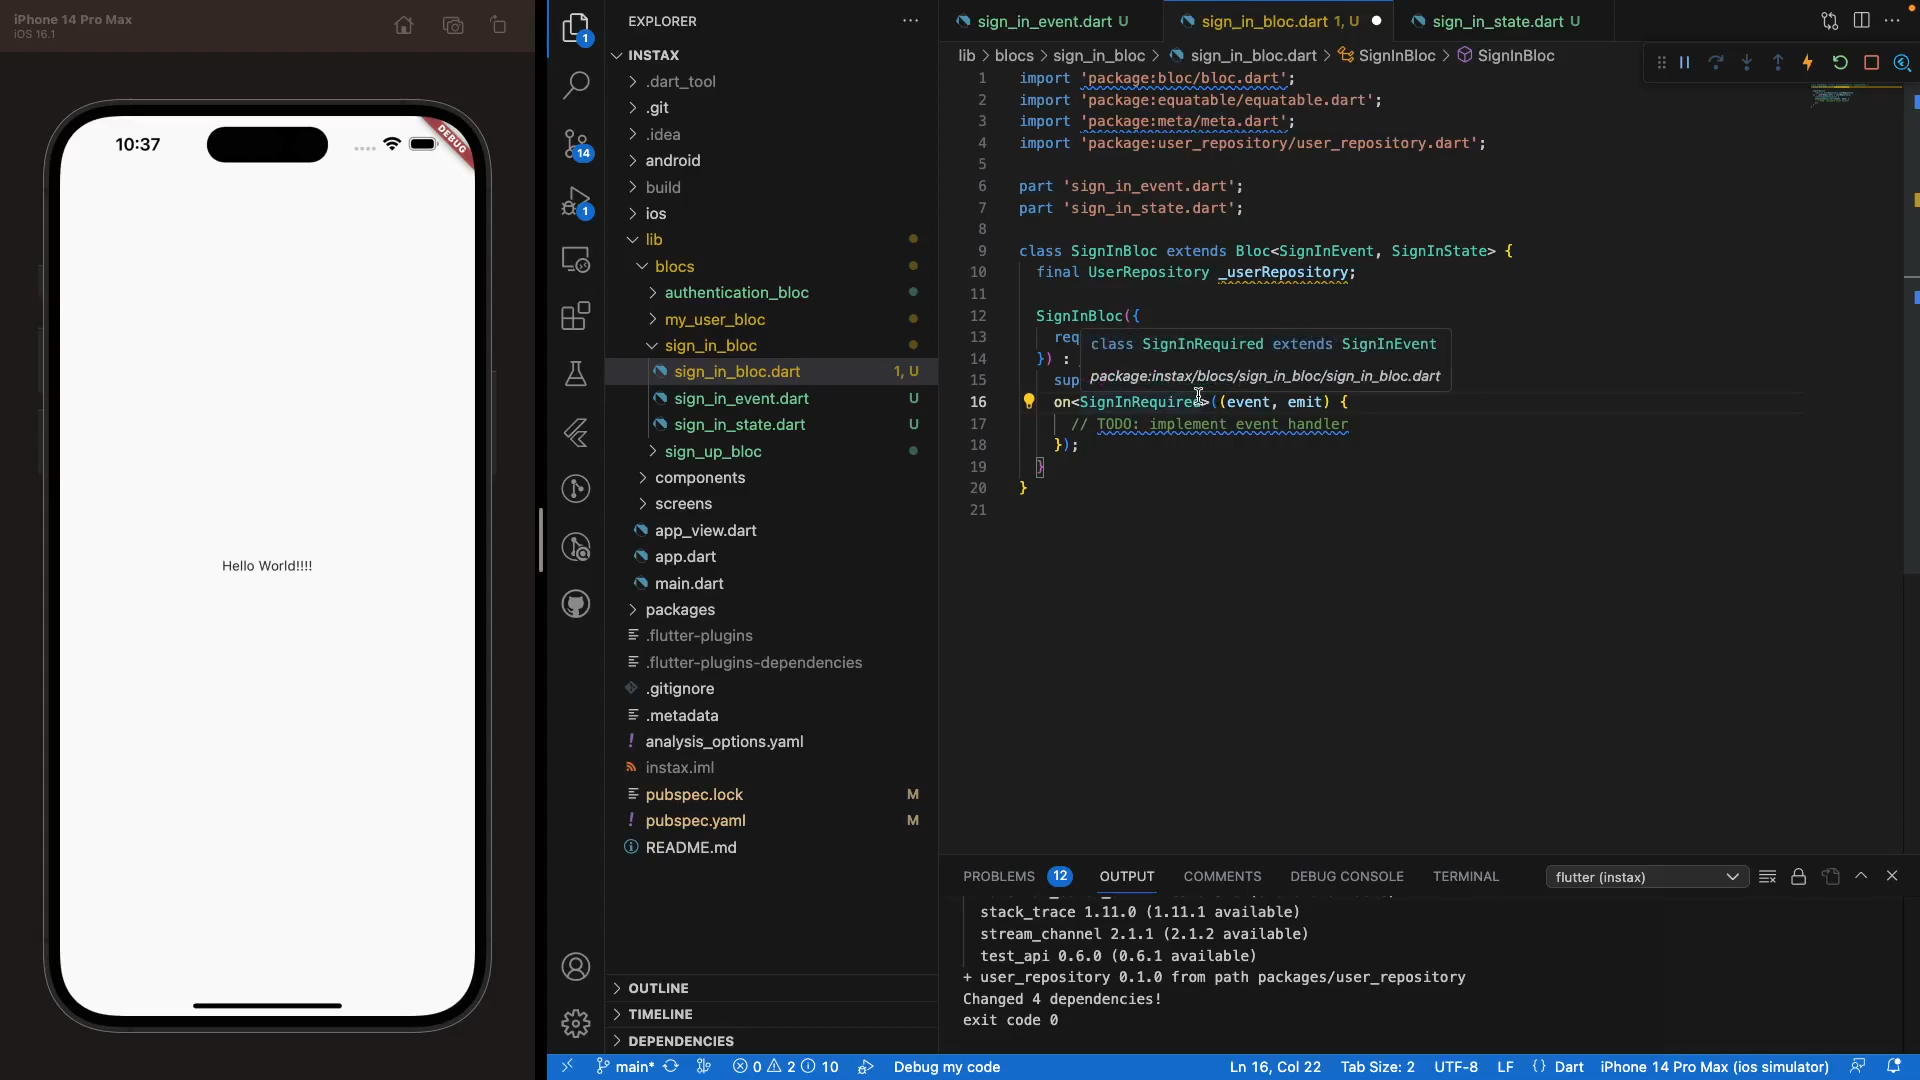 iPhone 14 Pro Max
iOS 16.1
10:37
DEBUG
Hello World!!!!
1
14
1
EXPLORER
INSTAX
.dart_tool
.git
.idea
android
build
ios
lib
blocs
authentication_bloc
my_user_bloc
sign_in_bloc
sign_in_bloc.dart 1, U
sign_in_event.dart U
sign_in_state.dart U
sign_up_bloc
components
screens
app_view.dart
app.dart
main.dart
packages
.flutter-plugins
.flutter-plugins-dependencies
.gitignore
.metadata
analysis_options.yaml
instax.iml
pubspec.lock M
pubspec.yaml M
README.md
OUTLINE
TIMELINE
DEPENDENCIES
sign_in_event.dart U
sign_in_bloc.dart 1, U
sign_in_state.dart U
lib > blocs > sign_in_bloc > sign_in_bloc.dart > SignInBloc > SignInBloc
1 import 'package:bloc/bloc.dart';
2 import 'package:equatable/equatable.dart';
3 import 'package:meta/meta.dart';
4 import 'package:user_repository/user_repository.dart';
5
6 part 'sign_in_event.dart';
7 part 'sign_in_state.dart';
8
9 class SignInBloc extends Bloc<SignInEvent, SignInState> {
10 final UserRepository _userRepository;
11
12 SignInBloc({
13 req
class SignInRequired extends SignInEvent
14 }) :
package:instax/blocs/sign_in_bloc/sign_in_bloc.dart
15 sup
16 on<SignInRequired>((event, emit) {
17 // TODO: implement event handler
18 });
19 }
20 }
21
PROBLEMS 12 OUTPUT COMMENTS DEBUG CONSOLE TERMINAL flutter (instax)
stack_trace 1.11.0 (1.11.1 available)
stream_channel 2.1.1 (2.1.2 available)
test_api 0.6.0 (0.6.1 available)
+ user_repository 0.1.0 from path packages/user_repository
Changed 4 dependencies!
exit code 0
main* 0 2 10 Debug my code Ln 16, Col 22 Tab Size: 2 UTF-8 LF {} Dart iPhone 14 Pro Max (ios simulator)